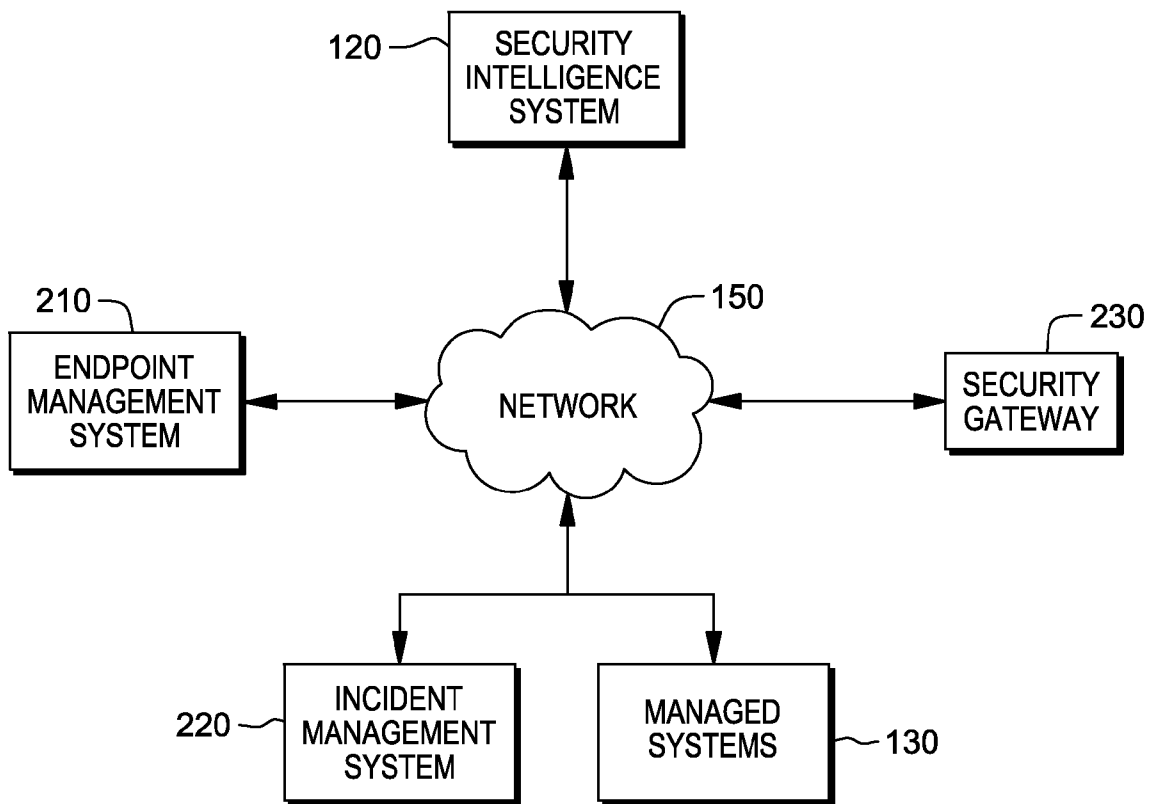 120
SECURITY
INTELLIGENCE
SYSTEM
210
ENDPOINT
MANAGEMENT
SYSTEM
150
NETWORK
230
SECURITY
GATEWAY
220
INCIDENT
MANAGEMENT
SYSTEM
MANAGED
SYSTEMS
130